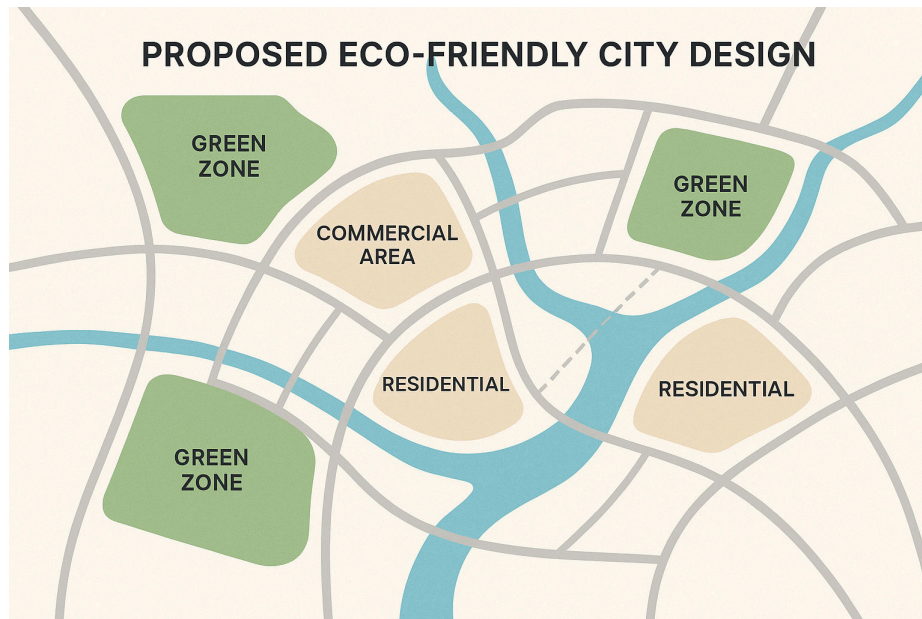 PROPOSED ECO-FRIENDLY CITY DESIGN
GREEN
ZONE
GREEN
ZONE
COMMERCIAL
AREA
RESIDENTIAL
RESIDENTIAL
GREEN
ZONE